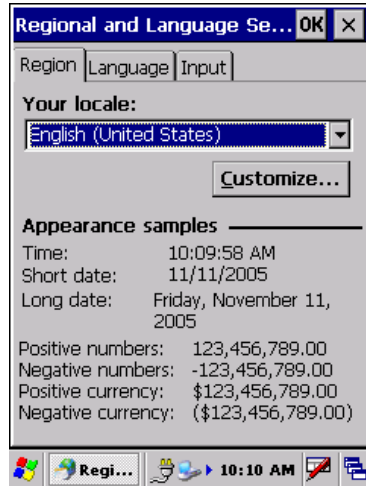 Regional and Language Se... OK ×
Region Language Input
Your locale:
English (United States)
Customize...
Appearance samples
Time: 10:09:58 AM
Short date: 11/11/2005
Long date: Friday, November 11,
2005
Positive numbers: 123,456,789.00
Negative numbers: -123,456,789.00
Positive currency: $123,456,789.00
Negative currency: ($123,456,789.00)
Regi... 10:10 AM